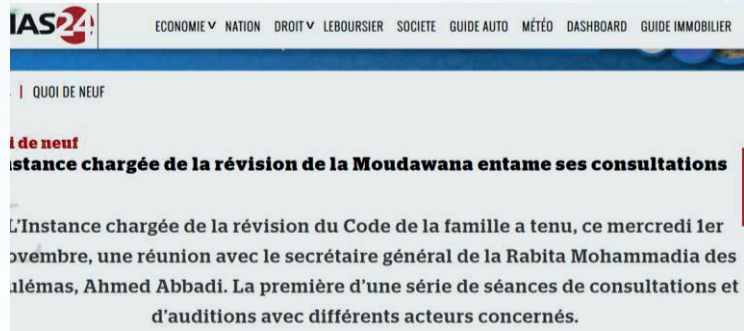 IAS24
ECONOMIE NATION DROIT LEBOURSIER SOCIETE GUIDE AUTO MÉTÉO DASHBOARD GUIDE IMMOBILIER
| QUOI DE NEUF
i de neuf
nstance chargée de la révision de la Moudawana entame ses consultations
L'Instance chargée de la révision du Code de la famille a tenu, ce mercredi 1er
ovembre, une réunion avec le secrétaire général de la Rabita Mohammadia des
ulémas, Ahmed Abbadi. La première d'une série de séances de consultations et
d'auditions avec différents acteurs concernés.